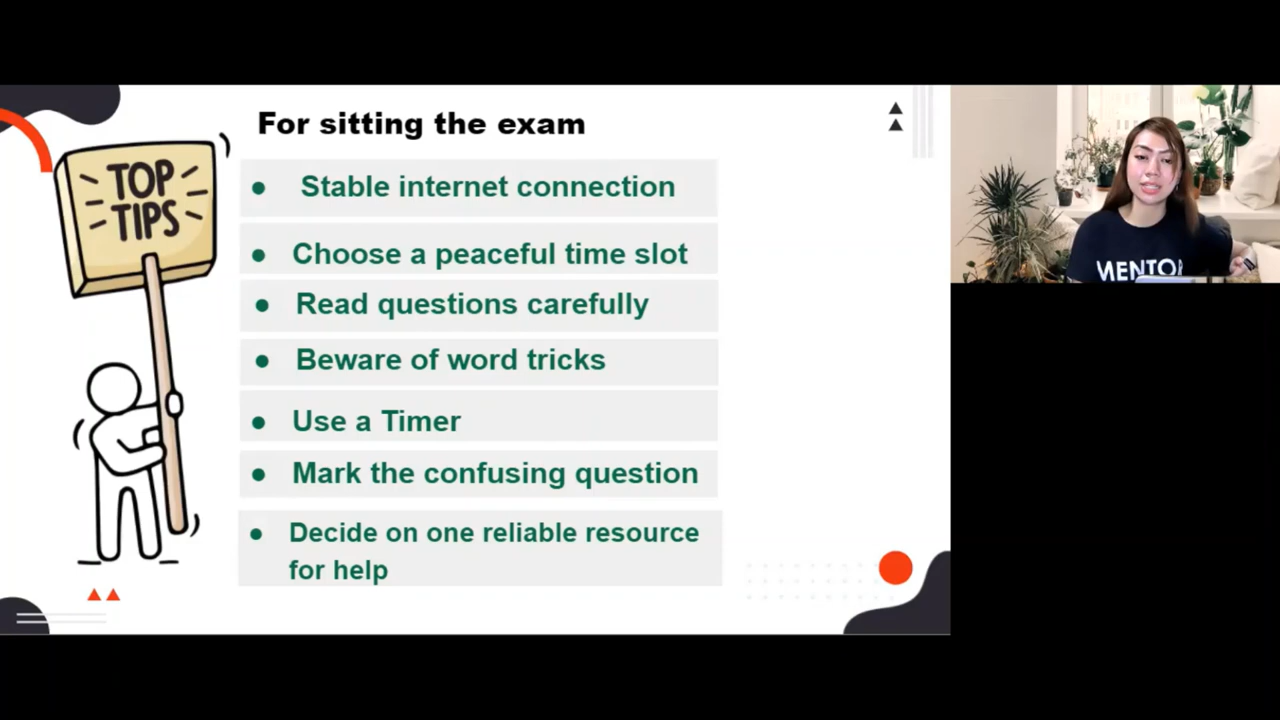 For sitting the exam
TOP
TIPS
● Stable internet connection
● Choose a peaceful time slot
● Read questions carefully
● Beware of word tricks
● Use a Timer
● Mark the confusing question
● Decide on one reliable resource
for help
MENTOR